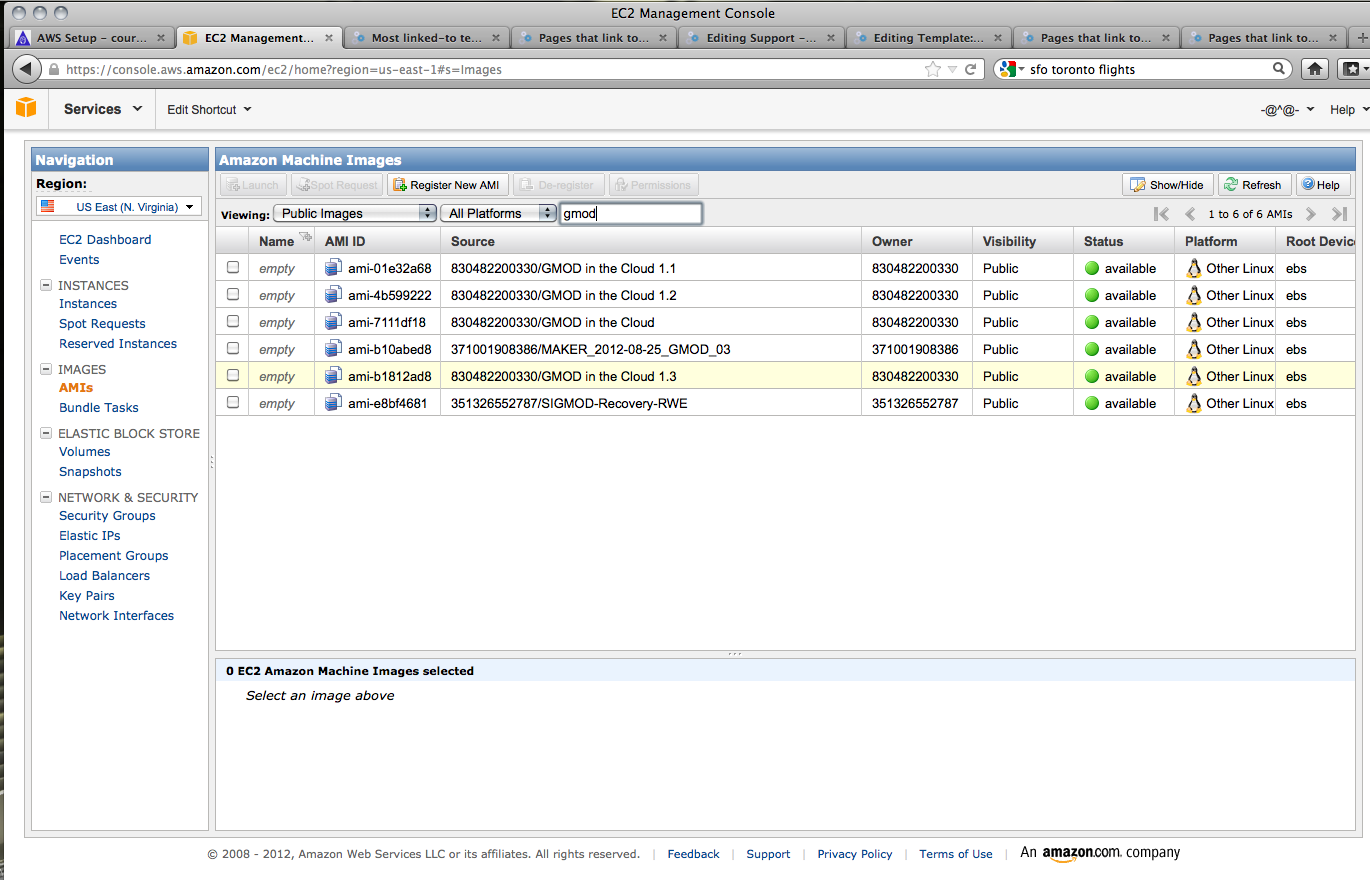 EC2 Management Console
AWS Setup – cour... EC2 Management... Most linked-to te... Pages that link to... Editing Support –... Editing Template:... Pages that link to... Pages that link to...
https://console.aws.amazon.com/ec2/home?region=us-east-1#s=Images sfo toronto flights
Services Edit Shortcut -@^@- Help
Navigation
Region:
US East (N. Virginia)
EC2 Dashboard
Events
INSTANCES
Instances
Spot Requests
Reserved Instances
IMAGES
AMIs
Bundle Tasks
ELASTIC BLOCK STORE
Volumes
Snapshots
NETWORK & SECURITY
Security Groups
Elastic IPs
Placement Groups
Load Balancers
Key Pairs
Network Interfaces
Amazon Machine Images
Launch Spot Request Register New AMI De-register Permissions Show/Hide Refresh Help
Viewing: Public Images All Platforms gmod 1 to 6 of 6 AMIs
Name AMI ID Source Owner Visibility Status Platform Root Devic
empty ami-01e32a68 830482200330/GMOD in the Cloud 1.1 830482200330 Public available Other Linux ebs
empty ami-4b599222 830482200330/GMOD in the Cloud 1.2 830482200330 Public available Other Linux ebs
empty ami-7111df18 830482200330/GMOD in the Cloud 830482200330 Public available Other Linux ebs
empty ami-b10abed8 371001908386/MAKER_2012-08-25_GMOD_03 371001908386 Public available Other Linux ebs
empty ami-b1812ad8 830482200330/GMOD in the Cloud 1.3 830482200330 Public available Other Linux ebs
empty ami-e8bf4681 351326552787/SIGMOD-Recovery-RWE 351326552787 Public available Other Linux ebs
0 EC2 Amazon Machine Images selected
Select an image above
© 2008 - 2012, Amazon Web Services LLC or its affiliates. All rights reserved. | Feedback | Support | Privacy Policy | Terms of Use | An amazon.com. company